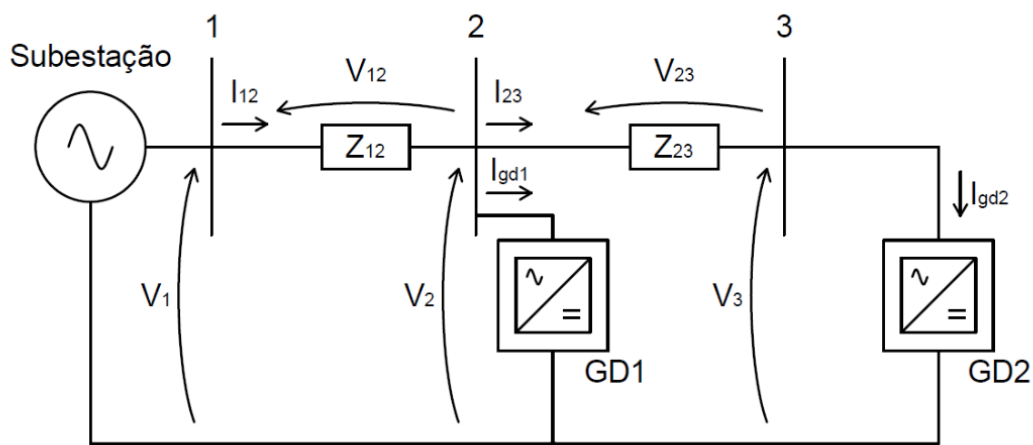 1
2
3
Subestação
V12
V23
I12
I23
Z12
Z23
Igd1
Igd2
V1
V2
V3
GD1
GD2